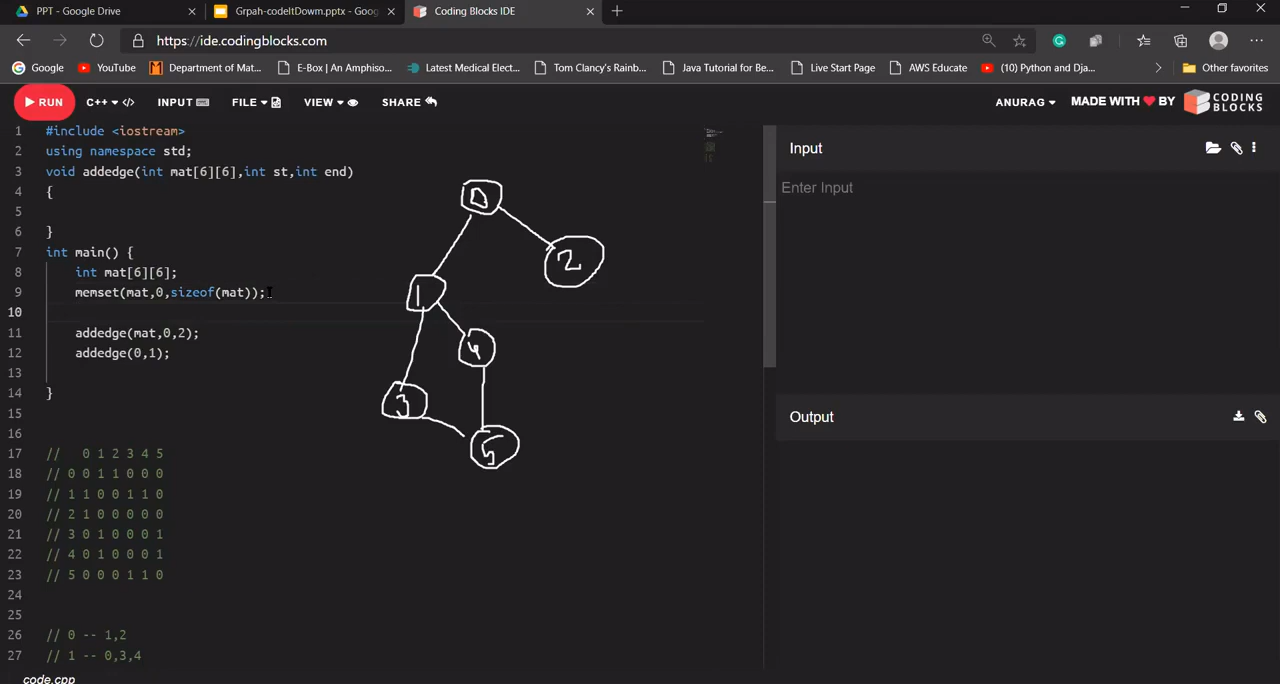 PPT - Google Drive
Grpah-codeItDowm.pptx - Goog
Coding Blocks IDE
https://ide.codingblocks.com
Google
YouTube
Department of Mat...
E-Box | An Amphiso...
Latest Medical Elect...
Tom Clancy's Rainb...
Java Tutorial for Be...
Live Start Page
AWS Educate
(10) Python and Dja...
Other favorites
RUN
C++
INPUT
FILE
VIEW
SHARE
ANURAG
MADE WITH BY
CODING
BLOCKS
1 #include <iostream>
2 using namespace std;
3 void addedge(int mat[6][6],int st,int end)
4 {
5
6 }
7 int main() {
8 int mat[6][6];
9 memset(mat,0,sizeof(mat));
10
11 addedge(mat,0,2);
12 addedge(0,1);
13
14 }
15
16
17 // 0 1 2 3 4 5
18 // 0 0 1 1 0 0 0
19 // 1 1 0 0 1 1 0
20 // 2 1 0 0 0 0 0
21 // 3 0 1 0 0 0 1
22 // 4 0 1 0 0 0 1
23 // 5 0 0 0 1 1 0
24
25
26 // 0 -- 1,2
27 // 1 -- 0,3,4
code.cpp
0
2
1
4
3
5
Input
Enter Input
Output